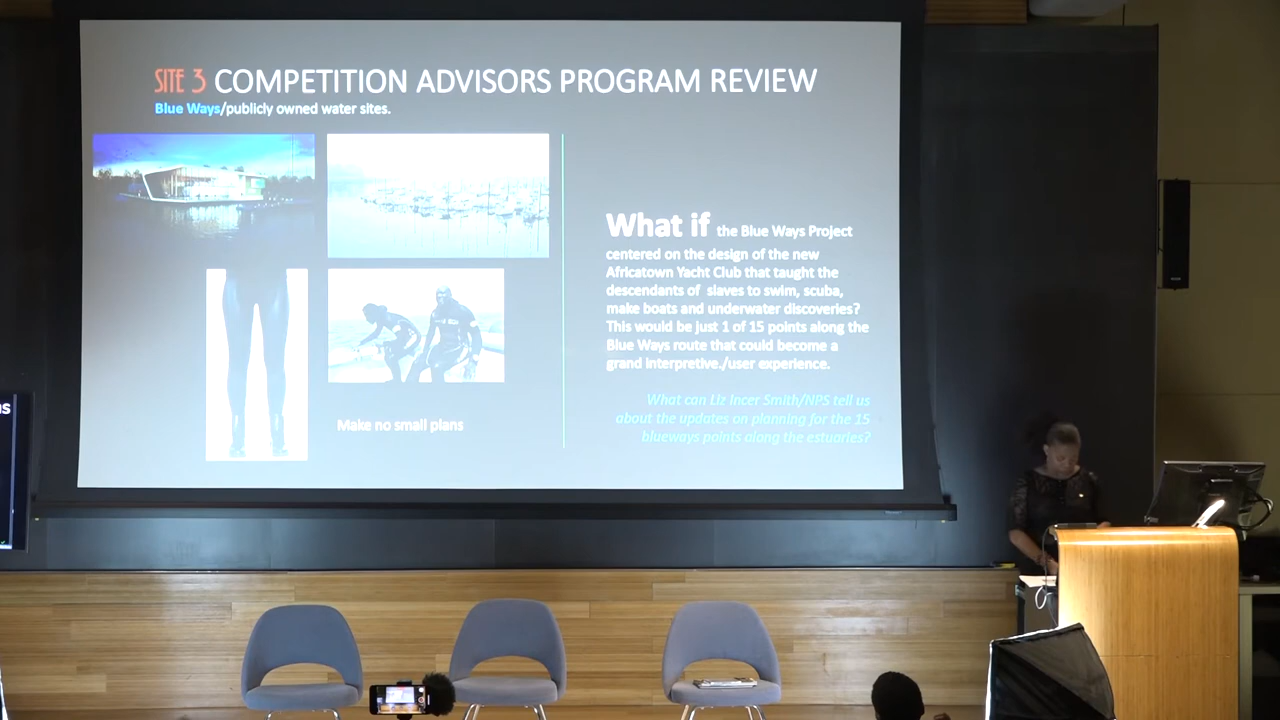 SITE 3 COMPETITION ADVISORS PROGRAM REVIEW
Blue Ways/publicly owned water sites.
What if the Blue Ways Project
centered on the design of the new
Africatown Yacht Club that taught the
descendants of slaves to swim, scuba,
make boats and underwater discoveries?
This would be just 1 of 15 points along the
Blue Ways route that could become a
grand interpretive./user experience.
What can Liz Incer Smith/NPS tell us
about the updates on planning for the 15
blueways points along the estuaries?
Make no small plans